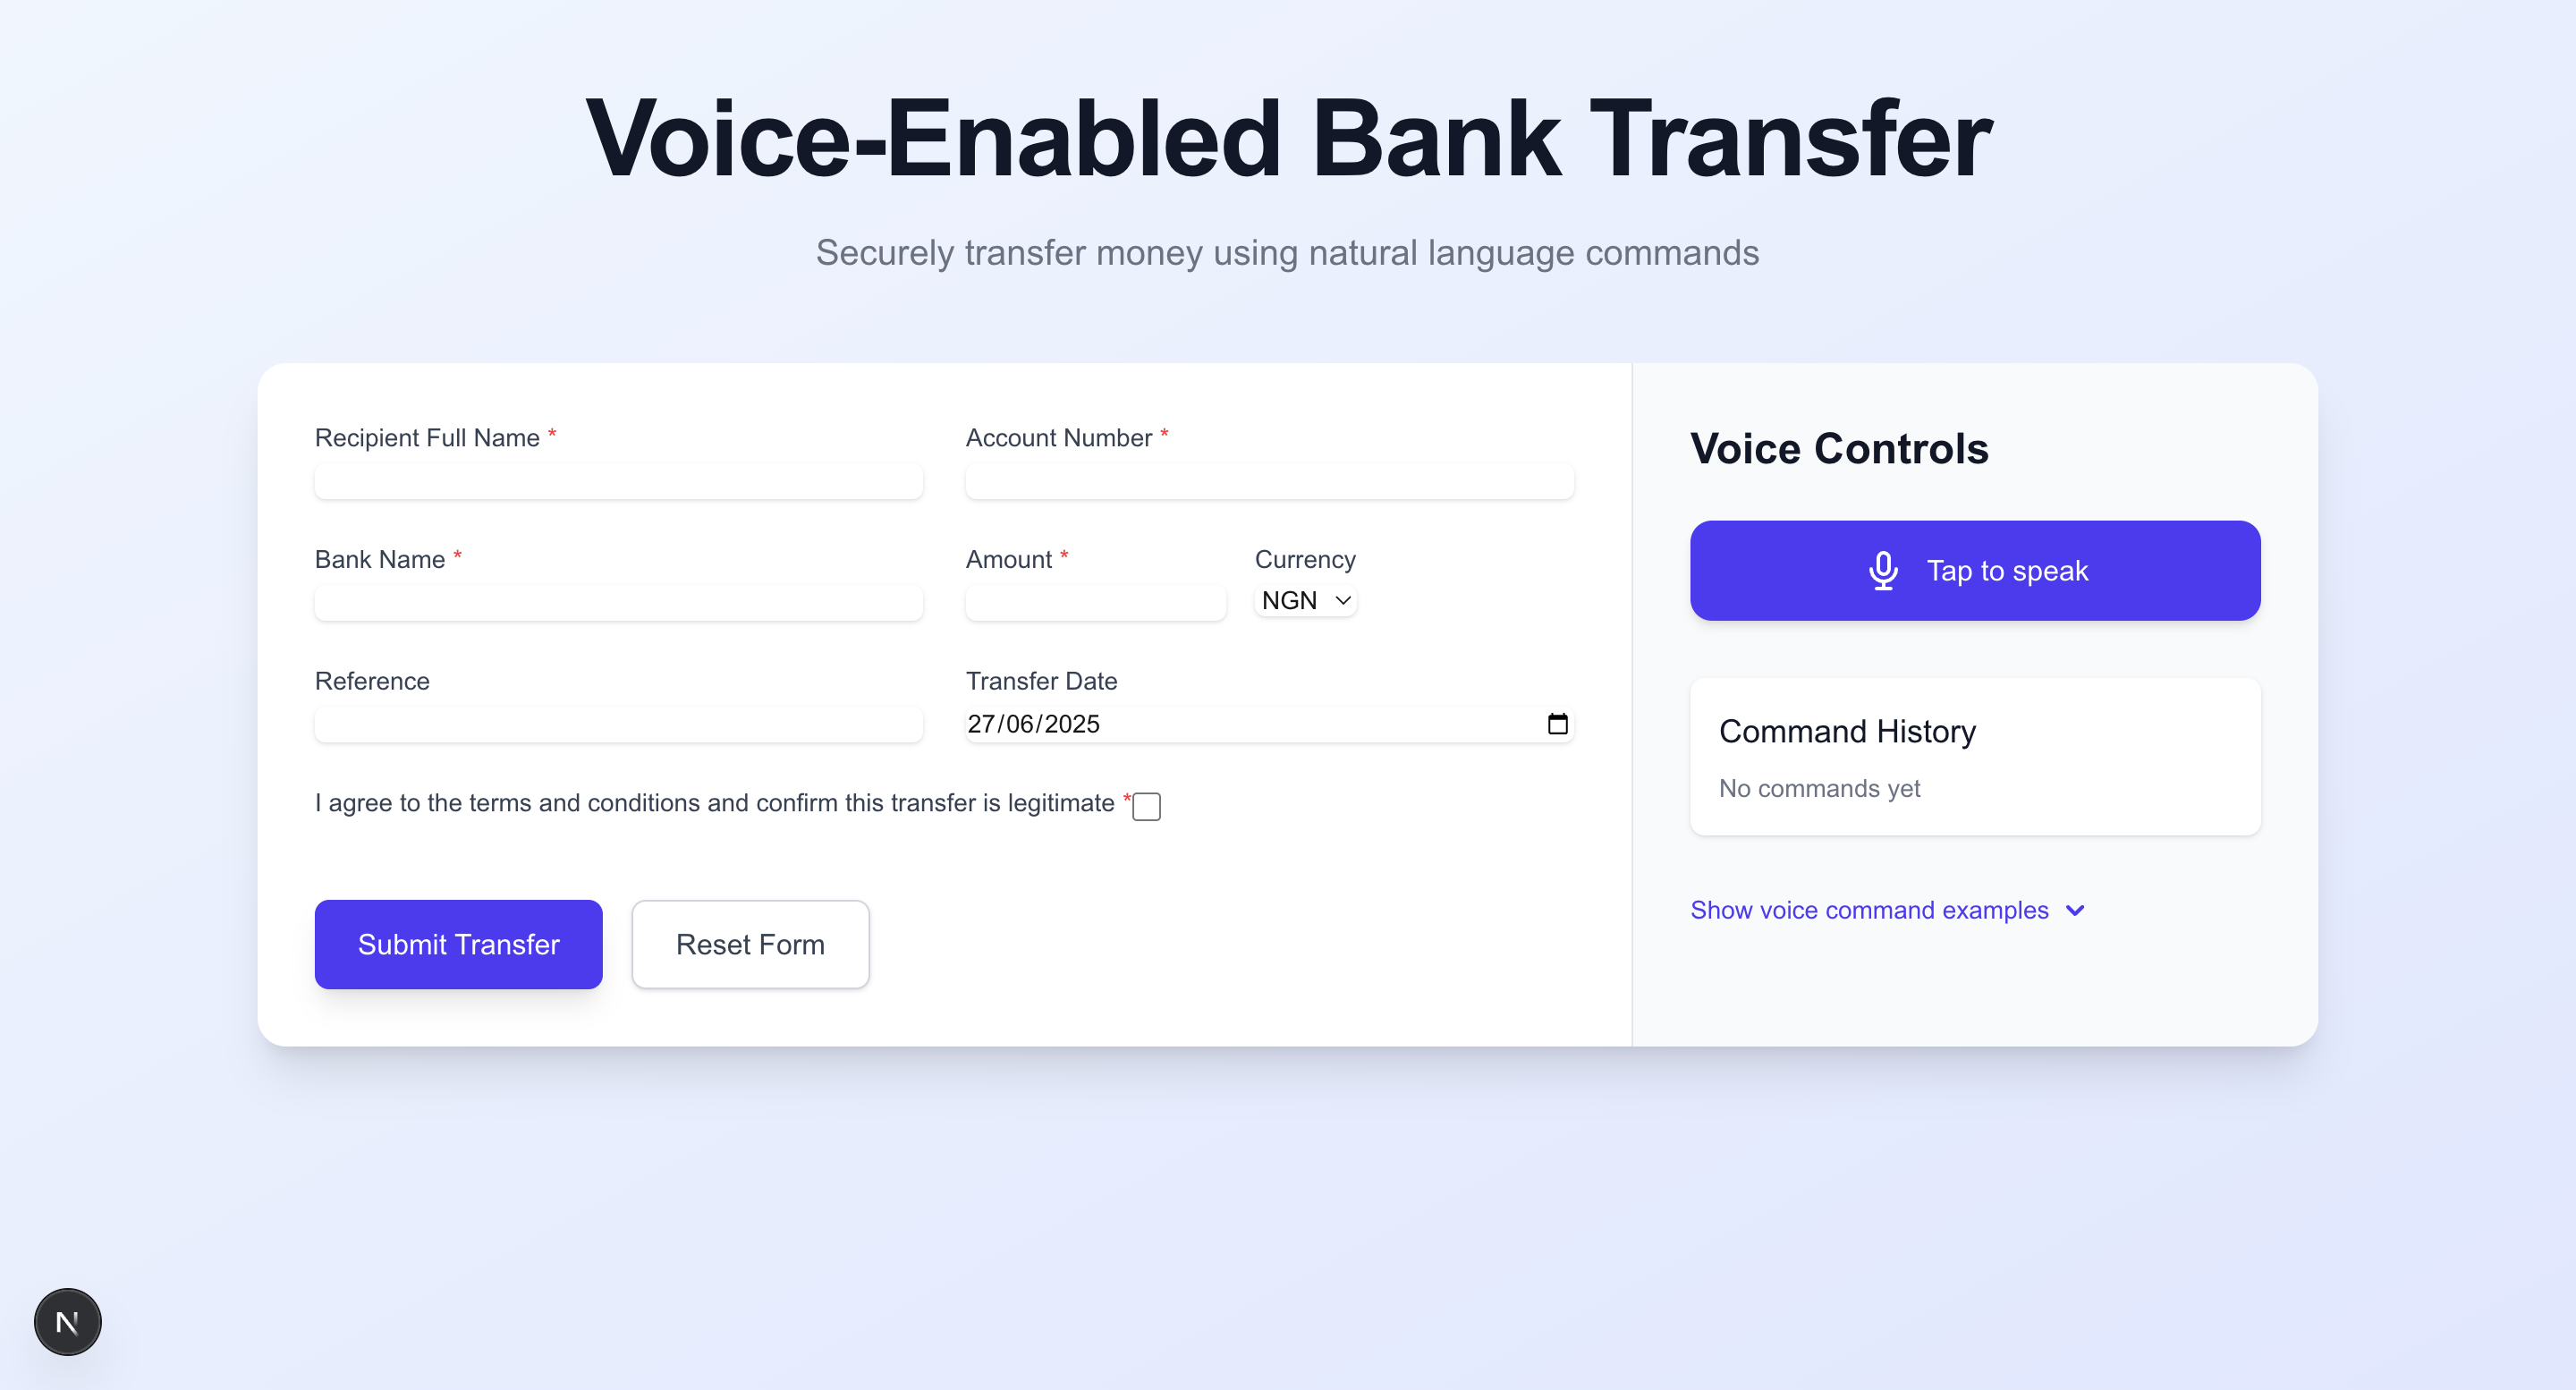 Voice-Enabled Bank Transfer
Securely transfer money using natural language commands
Recipient Full Name *
Account Number *
Bank Name *
Amount *
Currency
NGN
Reference
Transfer Date
27/06/2025
I agree to the terms and conditions and confirm this transfer is legitimate *
Submit Transfer
Reset Form
Voice Controls
Tap to speak
Command History
No commands yet
Show voice command examples
N